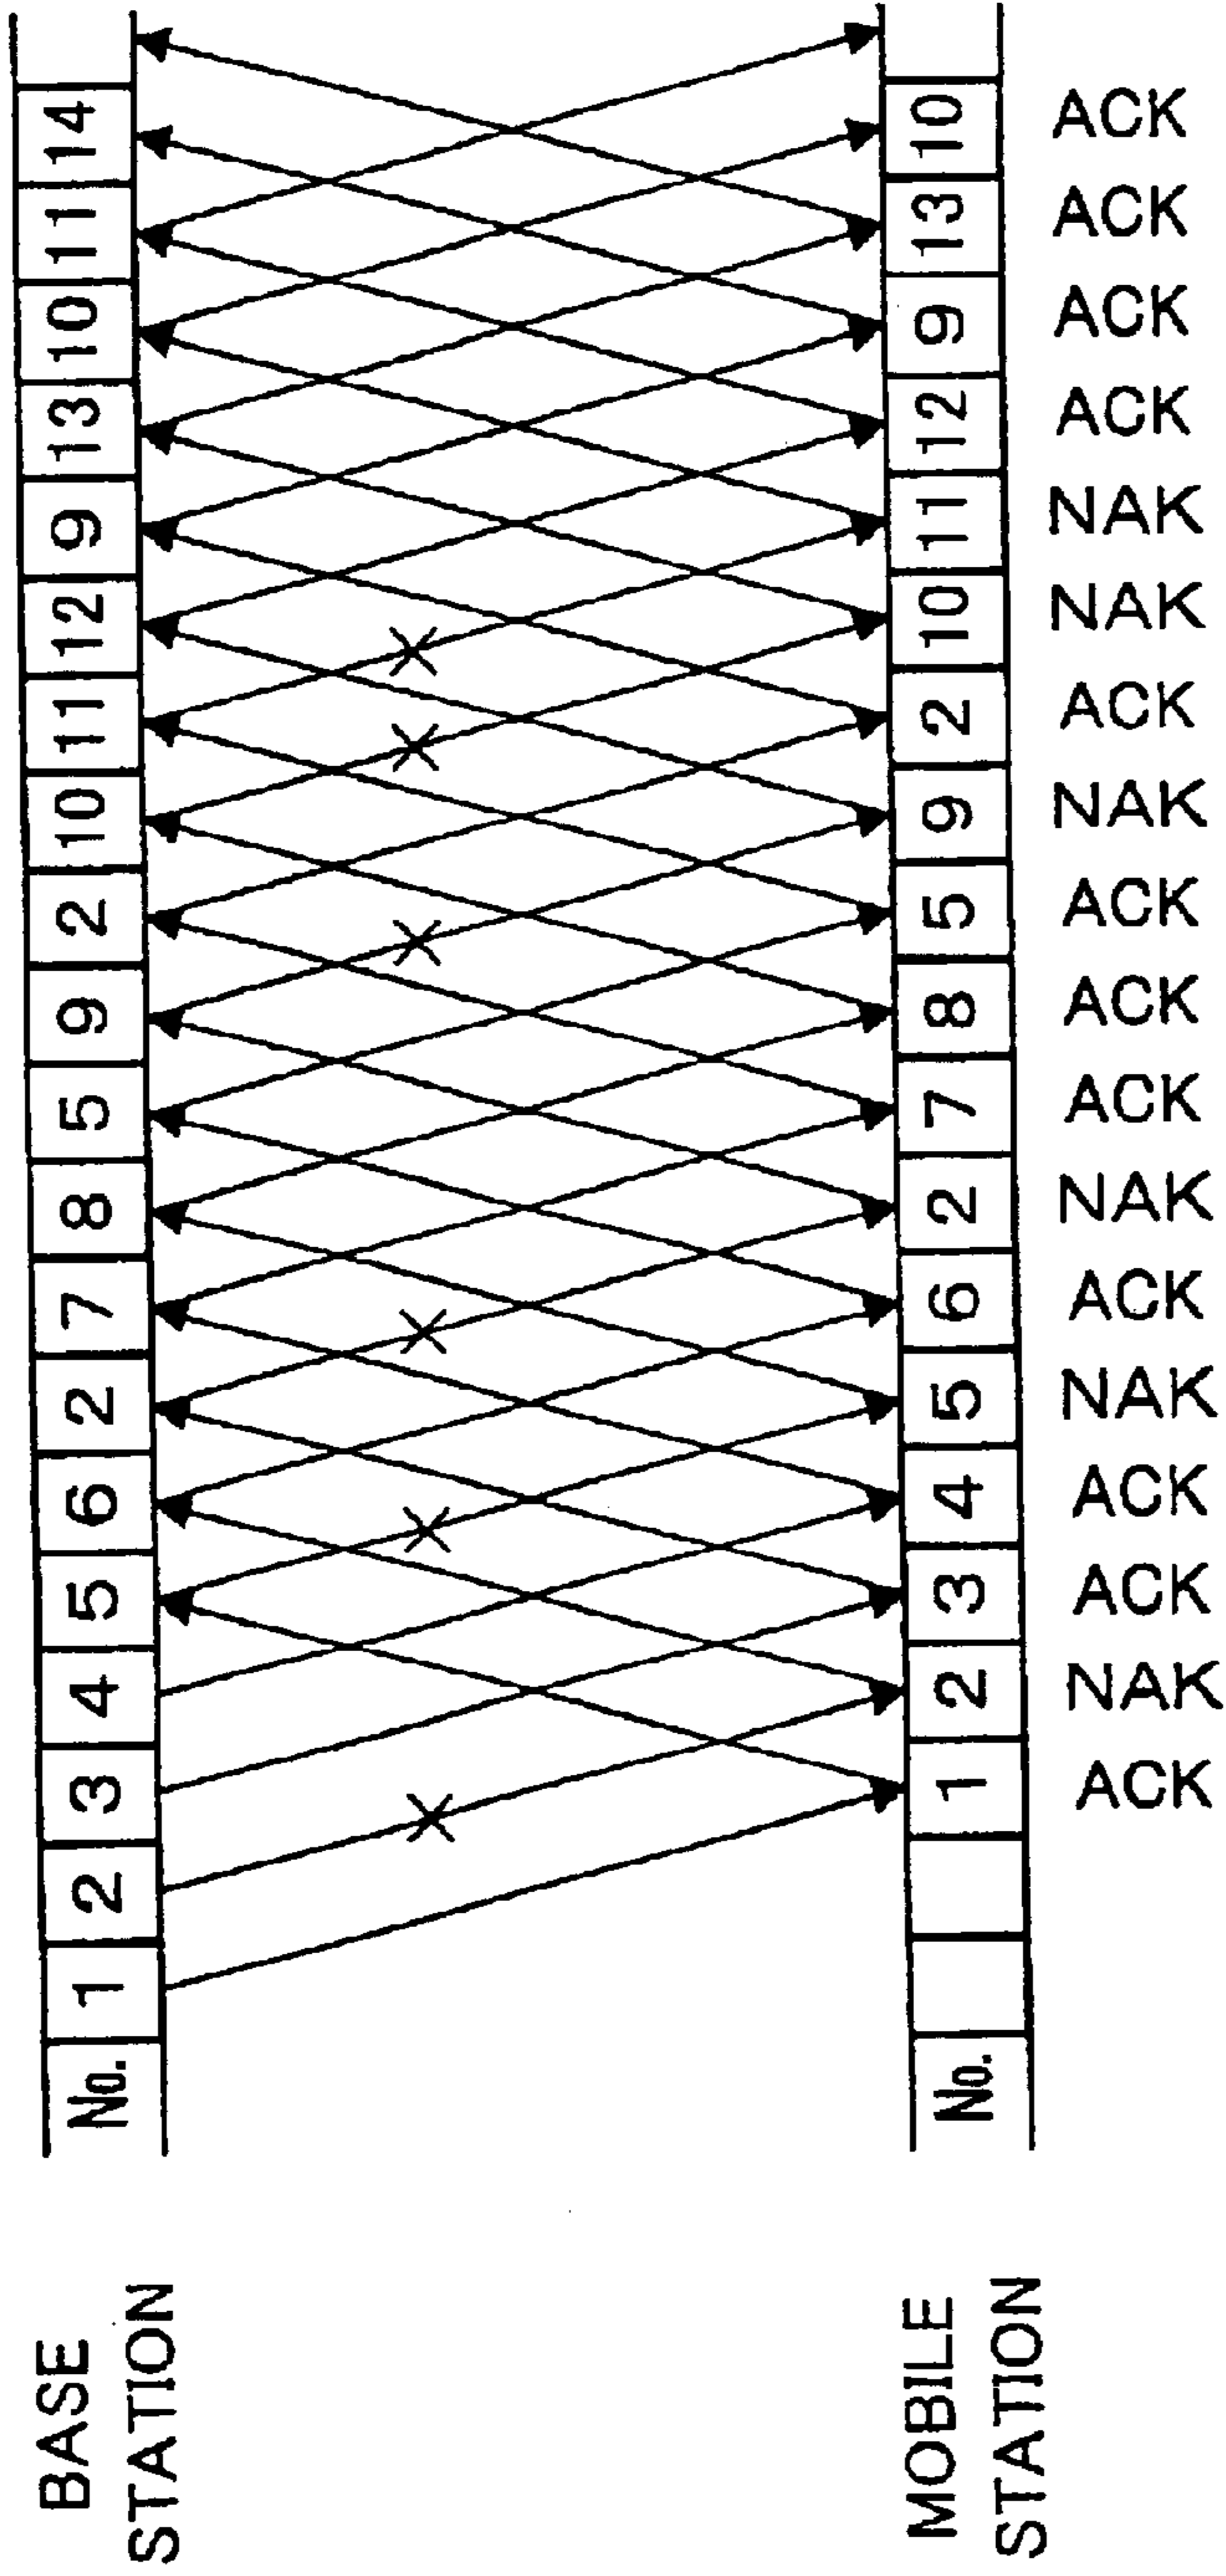 BASE
STATION
No. 1 2 3 4 5 6 2 7 8 5 9 2 10 11 12 9 13 10 11 14
MOBILE
STATION
No. 1 2 3 4 5 6 2 7 8 5 9 2 10 11 12 9 13 10
ACK NAK ACK ACK NAK ACK NAK ACK ACK ACK NAK ACK NAK NAK ACK ACK ACK ACK